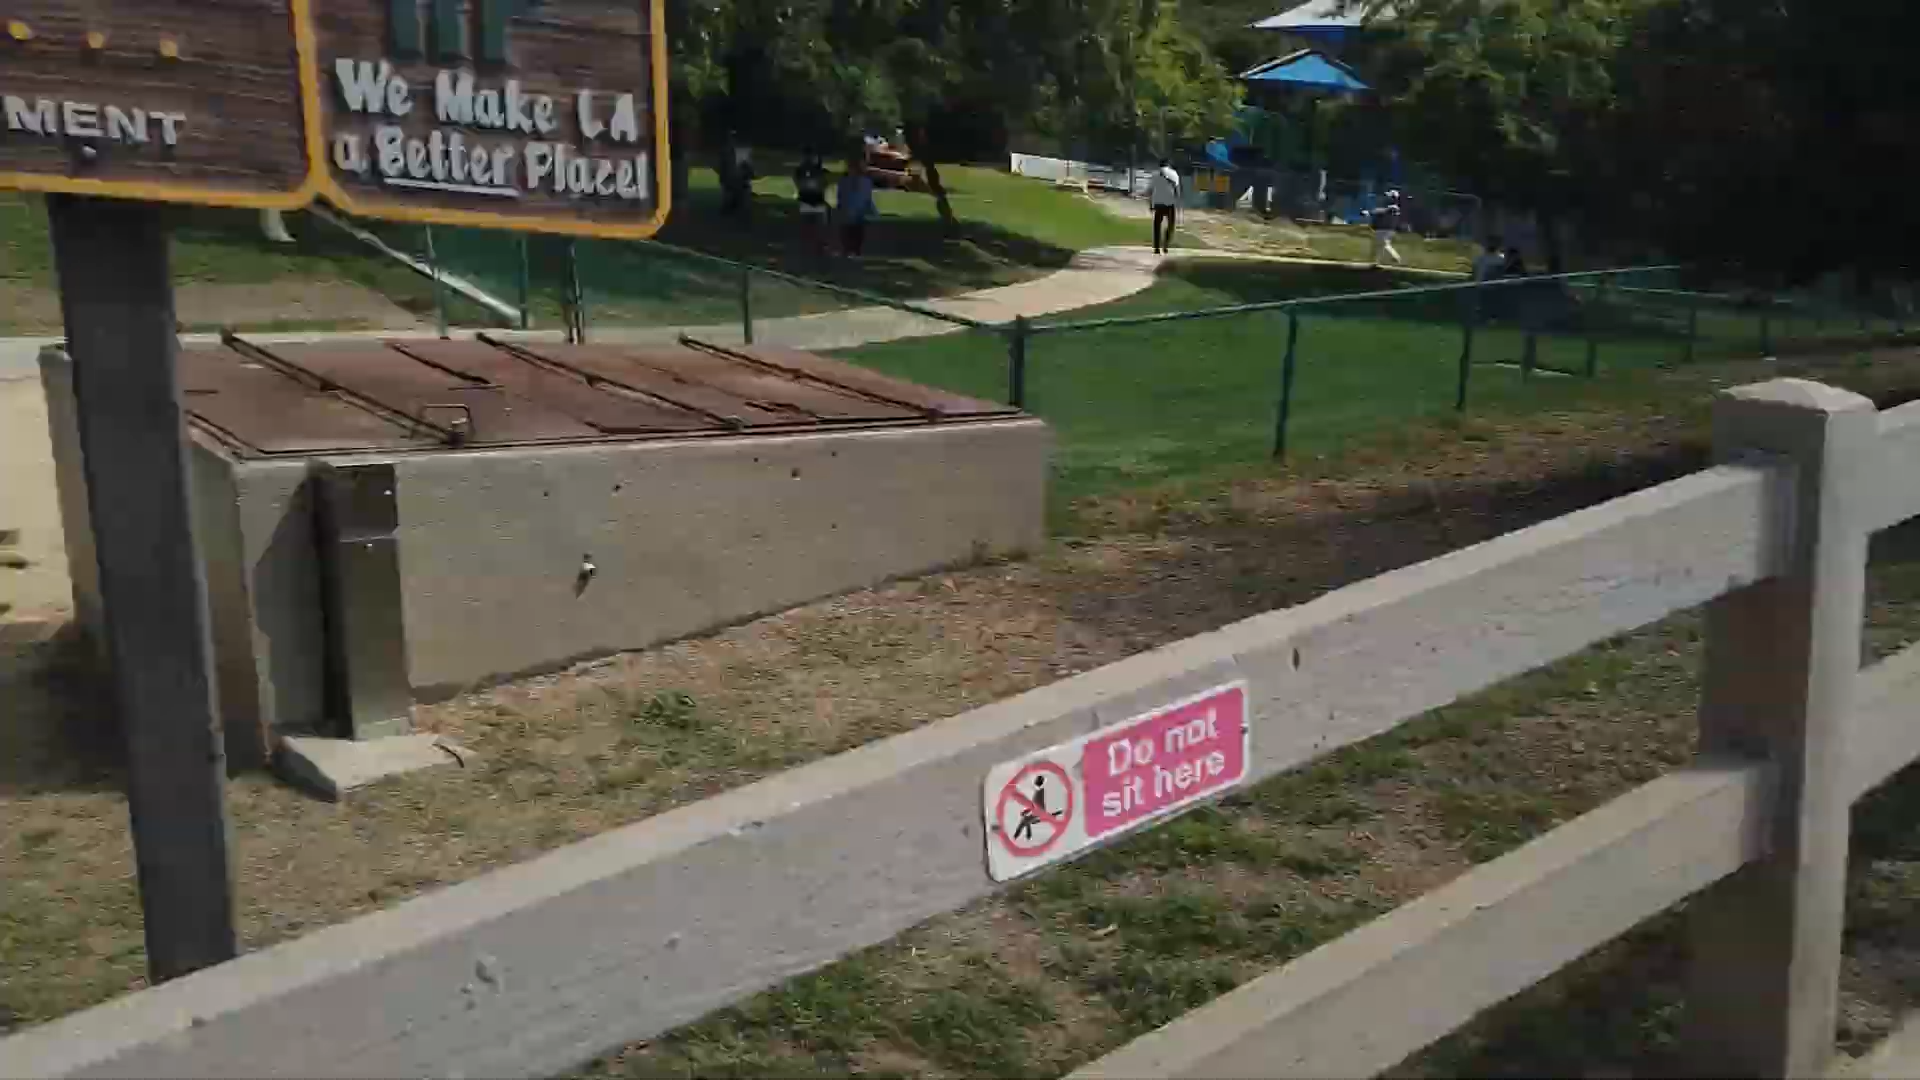 MENT
We Make LA
a Better Place!
Do not
sit here